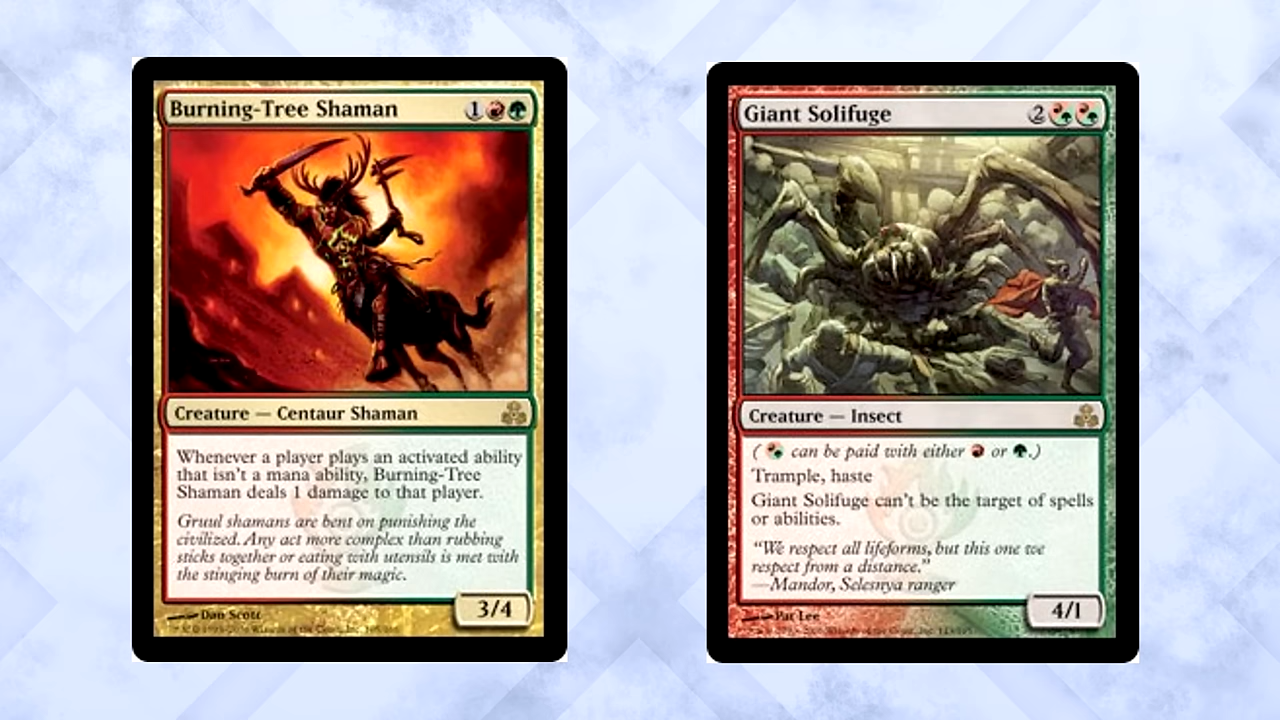 Burning-Tree Shaman 1
Creature — Centaur Shaman
Whenever a player plays an activated ability
that isn't a mana ability, Burning-Tree
Shaman deals 1 damage to that player.
Gruul shamans are bent on punishing the
civilized. Any act more complex than rubbing
sticks together or eating with utensils is met with
the stinging burn of their magic.
Dan Scott
3/4
Giant Solifuge 2
Creature — Insect
( can be paid with either or .)
Trample, haste
Giant Solifuge can't be the target of spells
or abilities.
“We respect all lifeforms, but this one we
respect from a distance.”
—Mandor, Selesnya ranger
Pat Lee
4/1